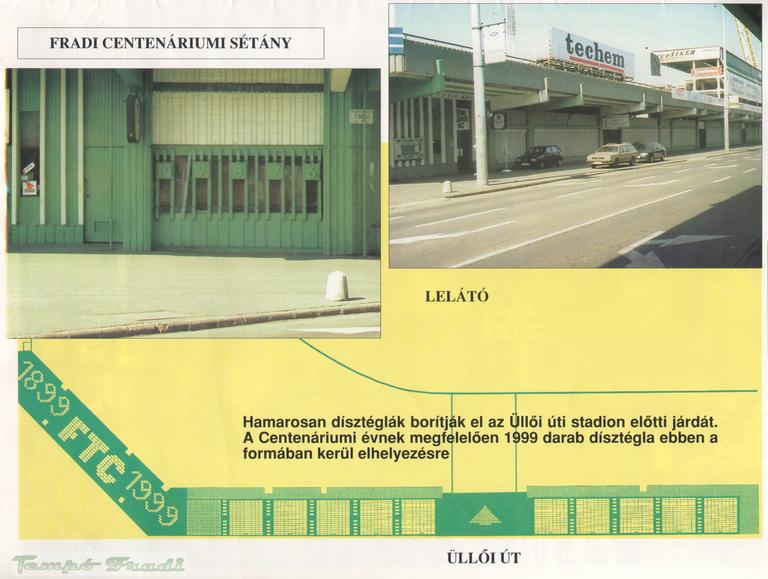 FRADI CENTENÁRIUMI SÉTÁNY
techem
LELÁTÓ
Hamarosan dísztéglák borítják el az Üllői úti stadion előtti járdát.
A Centenáriumi évnek megfelelően 1999 darab dísztégla ebben a
formában kerül elhelyezésre
1899. FTC. 1999
ÜLLŐI ÚT
Tempó Fradi